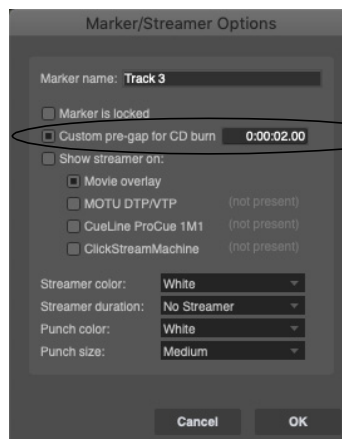 Marker/Streamer Options
Marker name: Track 3
Marker is locked
Custom pre-gap for CD burn 0:00:02.00
Show streamer on:
Movie overlay
MOTU DTP/VTP (not present)
CueLine ProCue 1M1 (not present)
ClickStreamMachine (not present)
Streamer color: White
Streamer duration: No Streamer
Punch color: White
Punch size: Medium
Cancel OK